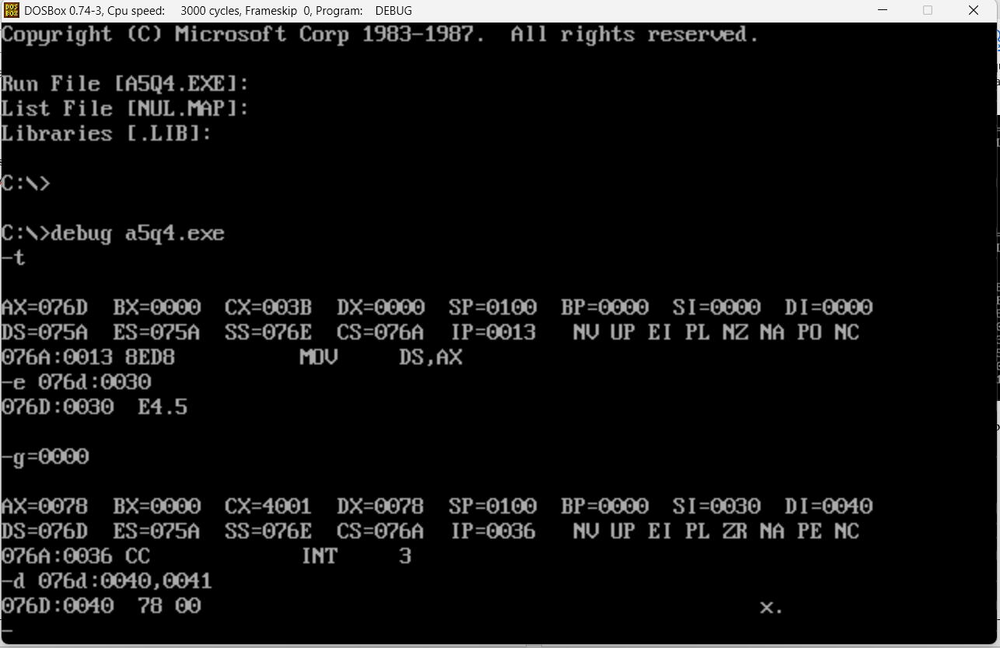 DOSBox 0.74-3, Cpu speed: 3000 cycles, Frameskip 0, Program: DEBUG
Copyright (C) Microsoft Corp 1983-1987.  All rights reserved.
Run File [A5Q4.EXE]:
List File [NUL.MAP]:
Libraries [.LIB]:
C:\>
C:\>debug a5q4.exe
-t
AX=076D  BX=0000  CX=003B  DX=0000  SP=0100  BP=0000  SI=0000  DI=0000
DS=075A  ES=075A  SS=076E  CS=076A  IP=0013   NV UP EI PL NZ NA PO NC
076A:0013 8ED8          MOV     DS,AX
-e 076d:0030
076D:0030  E4.5
-g=0000
AX=0078  BX=0000  CX=4001  DX=0078  SP=0100  BP=0000  SI=0030  DI=0040
DS=076D  ES=075A  SS=076E  CS=076A  IP=0036   NV UP EI PL ZR NA PE NC
076A:0036 CC            INT     3
-d 076d:0040,0041
076D:0040  78 00                                             x.
-